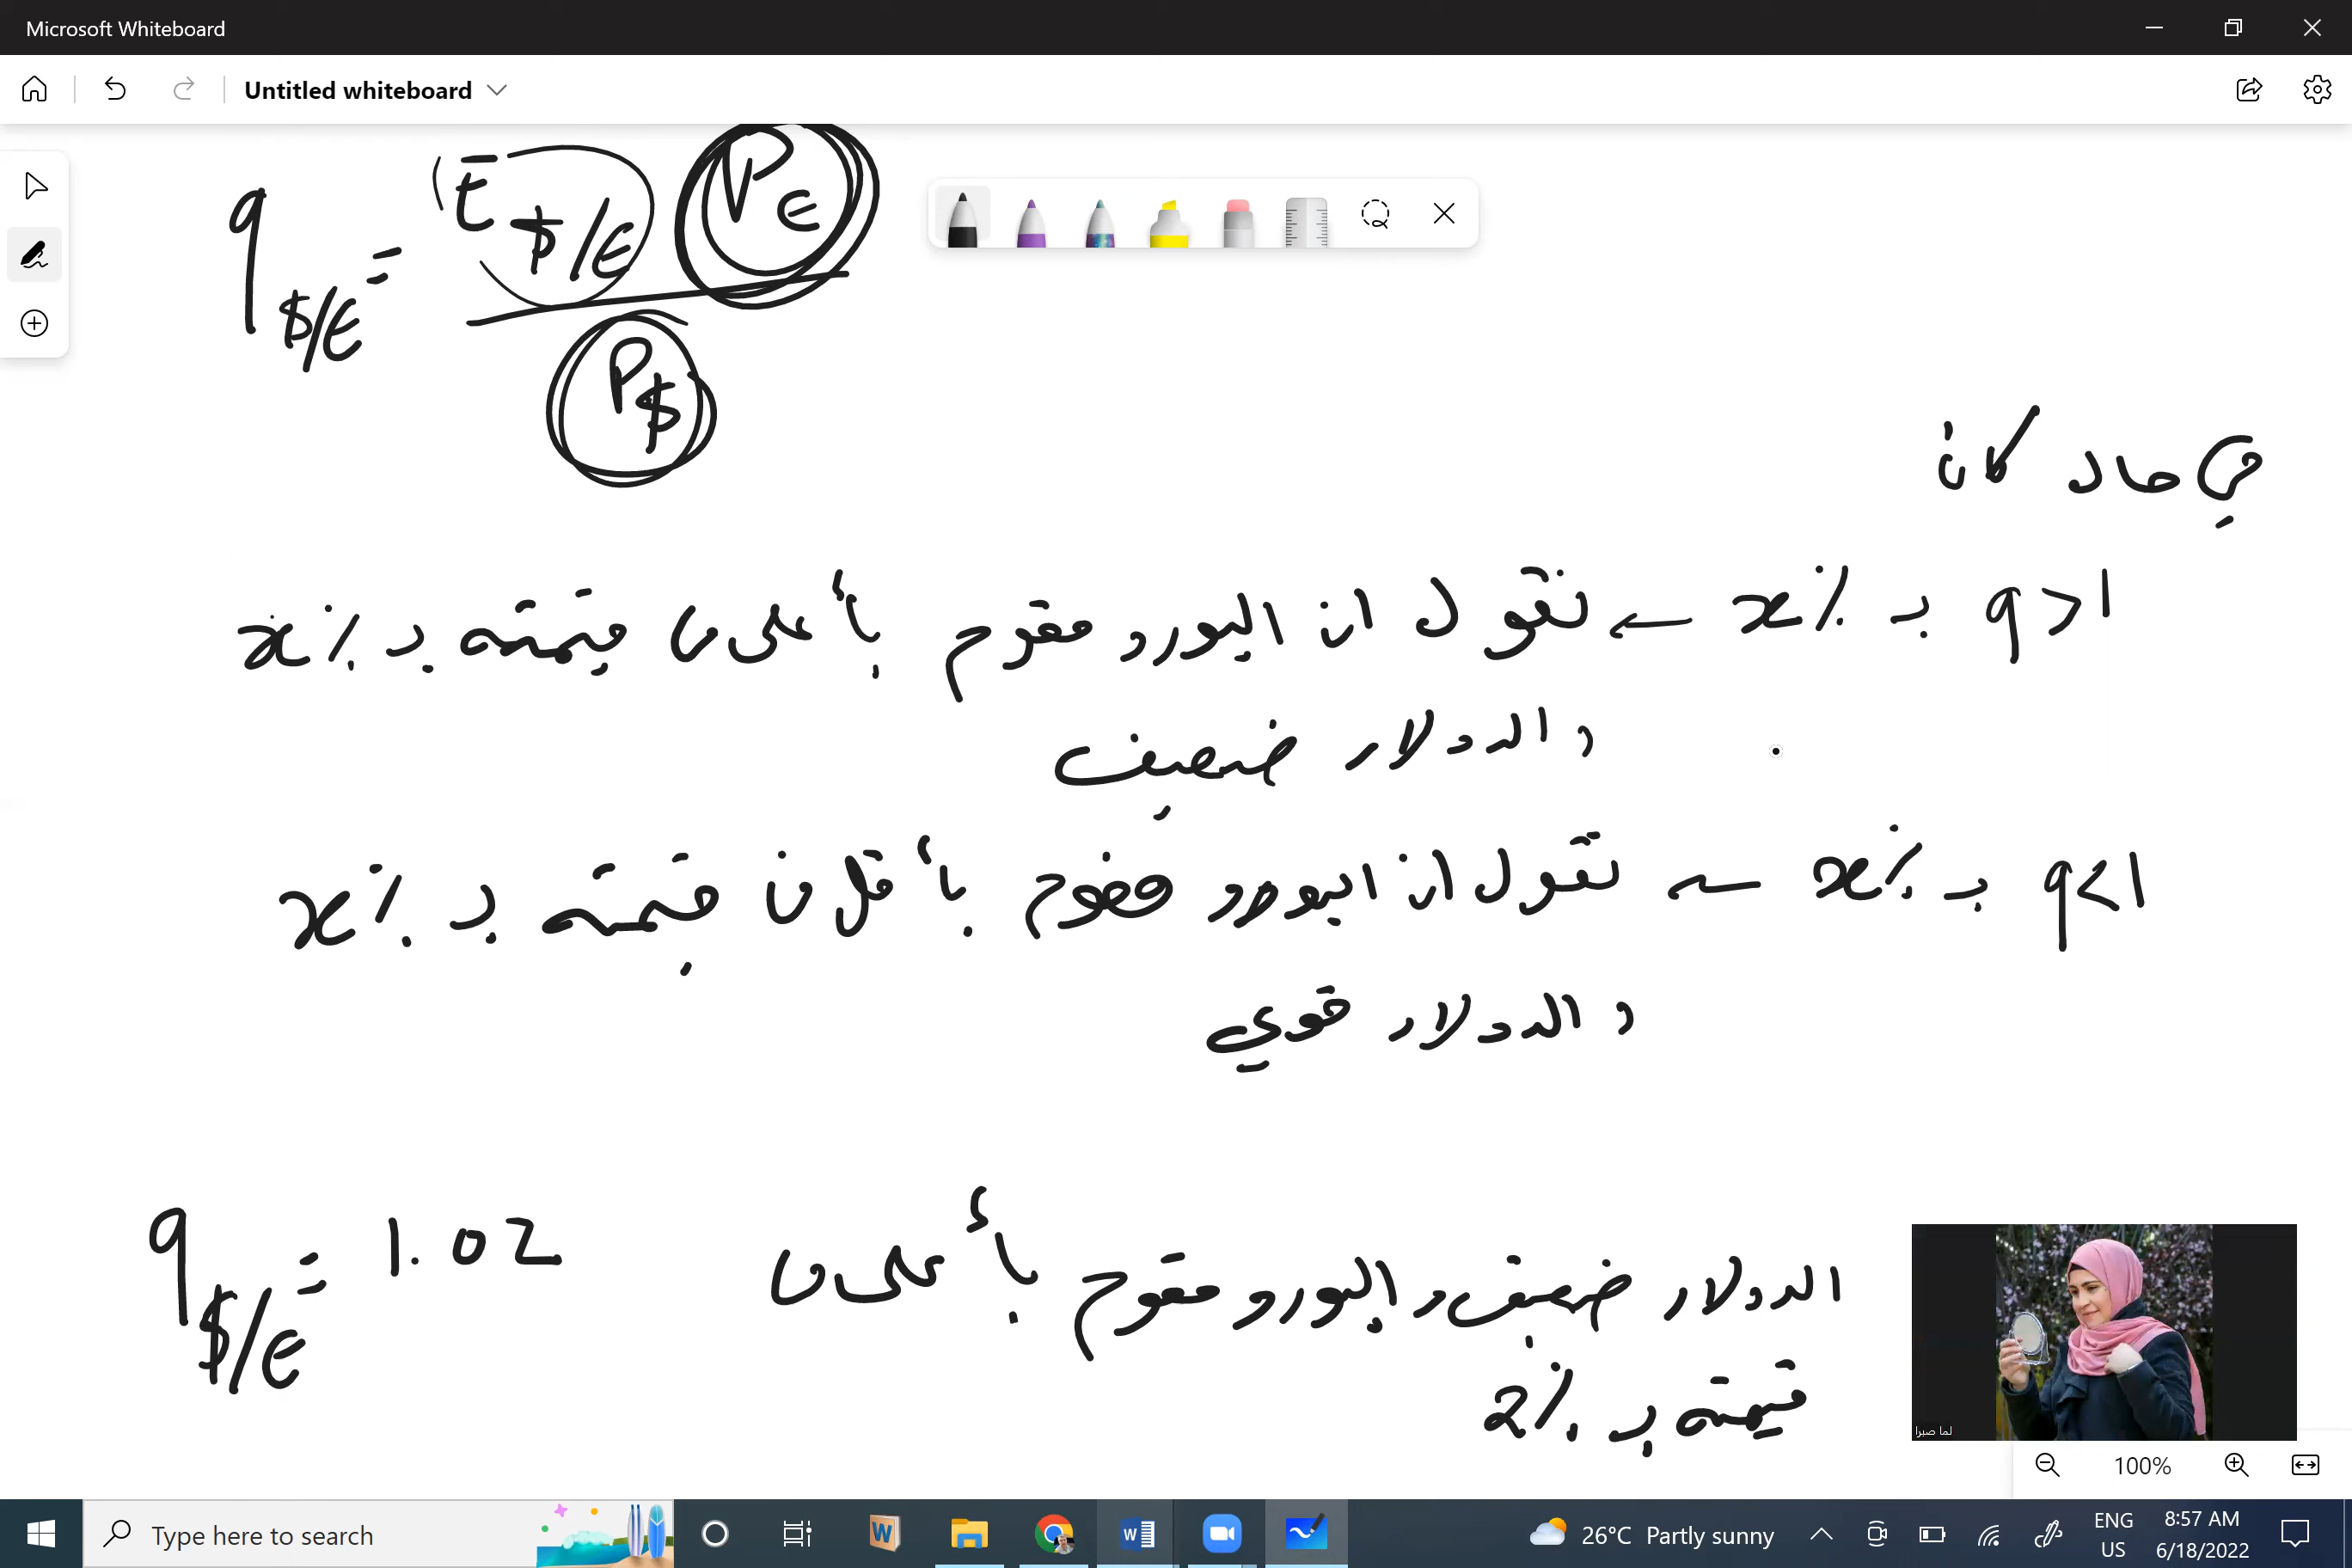 Microsoft Whiteboard
Untitled whiteboard
q $/€ = E $/€ P€
P$
في حال كان
q > 1 بـ x% ← نقول ان اليورو مقوم بأعلى من قيمته بـ x%
والدولار ضعيف
q < 1 بـ x% ← نقول ان اليورو مقوم بأقل من قيمته بـ x%
والدولار قوي
q $/€ = 1.02
الدولار ضعيف واليورو مقوم بأعلى من
قيمته بـ 2%
لما صبرا
100%
Type here to search
W
W
26°C Partly sunny
ENG
US
8:57 AM
6/18/2022